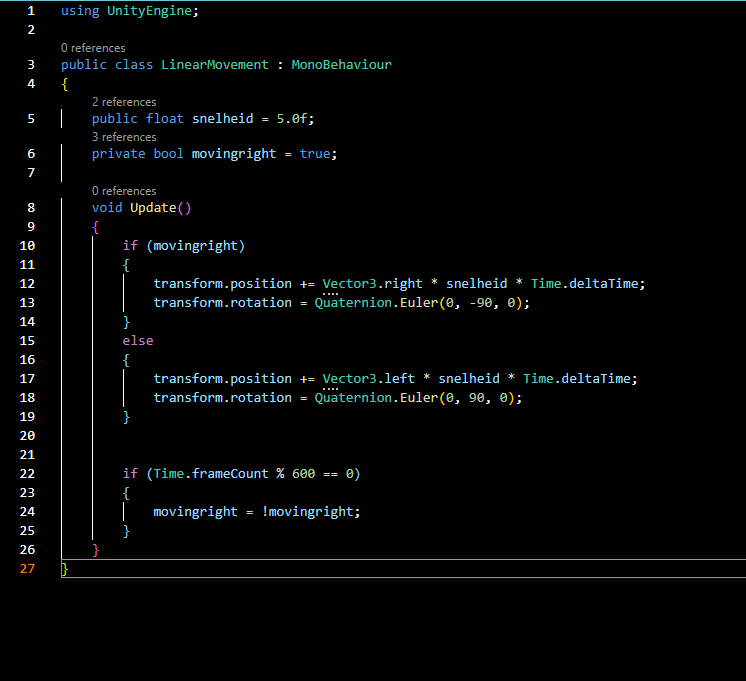 1 using UnityEngine;
2
0 references
3 public class LinearMovement : MonoBehaviour
4 {
2 references
5 public float snelheid = 5.0f;
3 references
6 private bool movingright = true;
7
0 references
8 void Update()
9 {
10 if (movingright)
11 {
12 transform.position += Vector3.right * snelheid * Time.deltaTime;
13 transform.rotation = Quaternion.Euler(0, -90, 0);
14 }
15 else
16 {
17 transform.position += Vector3.left * snelheid * Time.deltaTime;
18 transform.rotation = Quaternion.Euler(0, 90, 0);
19 }
20
21
22 if (Time.frameCount % 600 == 0)
23 {
24 movingright = !movingright;
25 }
26 }
27 }